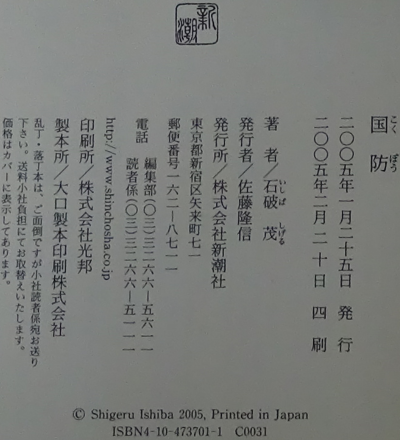 新潮
国防
こくぼう
二〇〇五年一月二十五日 発行
二〇〇五年二月二十日 四刷
著者/石破茂
いしば しげる
発行者/佐藤隆信
発行所/株式会社新潮社
東京都新宿区矢来町七一
郵便番号一六二―八七一一
電話 編集部(〇三)三二六六―五六一一
読者係(〇三)三二六六―五一一一
http://www.shinchosha.co.jp
印刷所/株式会社光邦
製本所/大口製本印刷株式会社
乱丁・落丁本は、ご面倒ですが小社読者係宛お送り
下さい。送料小社負担にてお取替えいたします。
価格はカバーに表示してあります。
© Shigeru Ishiba 2005, Printed in Japan
ISBN4-10-473701-1 C0031